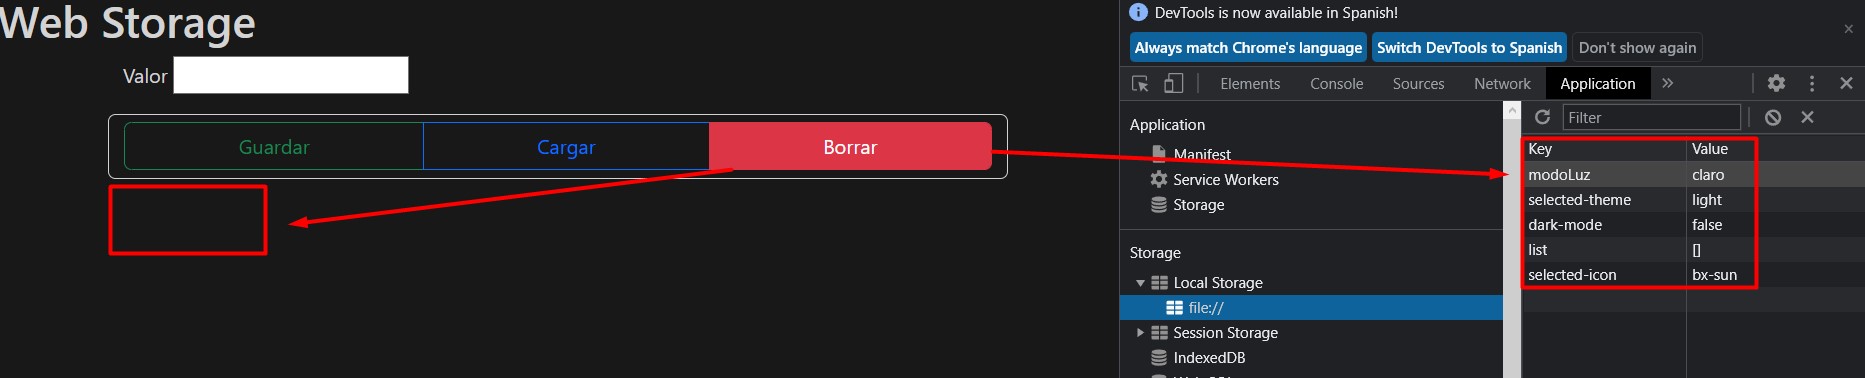 Web Storage
Valor
Guardar
Cargar
Borrar
DevTools is now available in Spanish!
Always match Chrome's language
Switch DevTools to Spanish
Don't show again
Elements
Console
Sources
Network
Application
Application
Manifest
Service Workers
Storage
Storage
Local Storage
file://
Session Storage
IndexedDB
Filter
Key Value
modoLuz claro
selected-theme light
dark-mode false
list []
selected-icon bx-sun